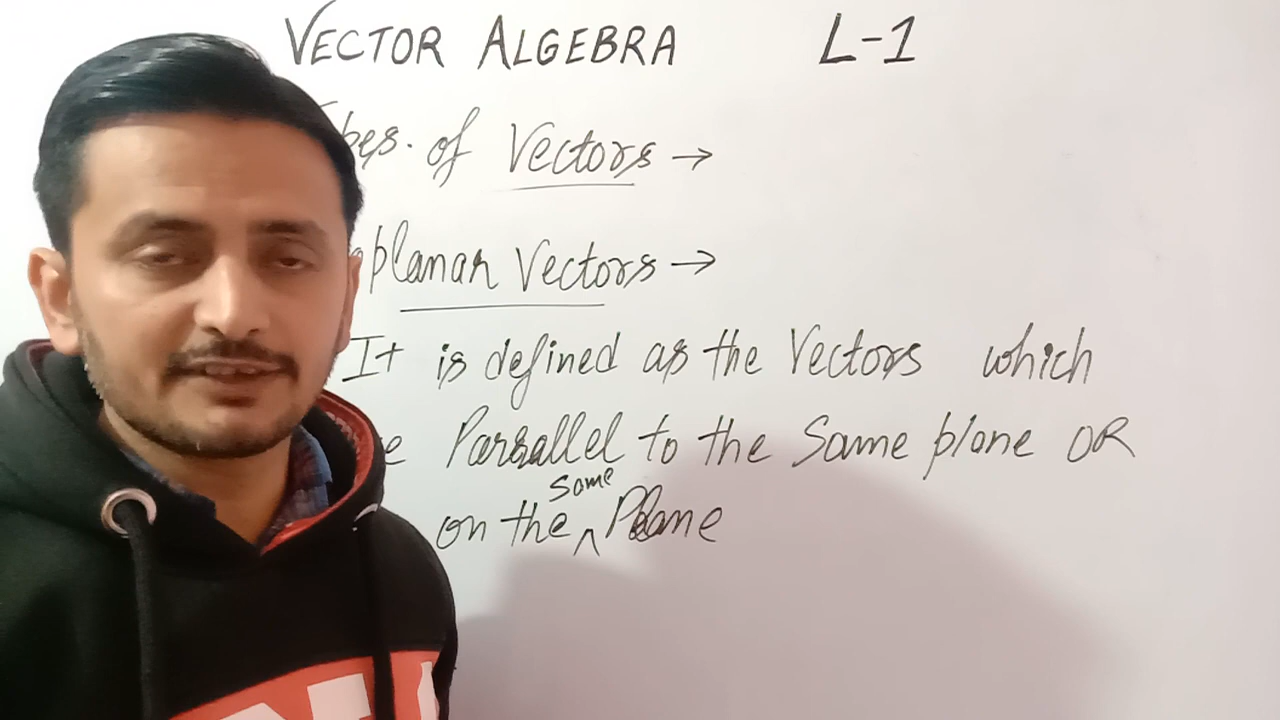 VECTOR ALGEBRA L-1
of Vectors →
Vectors →
It is defined as the Vectors which
Parallel to the Same plane OR
on the ^ Same Plane